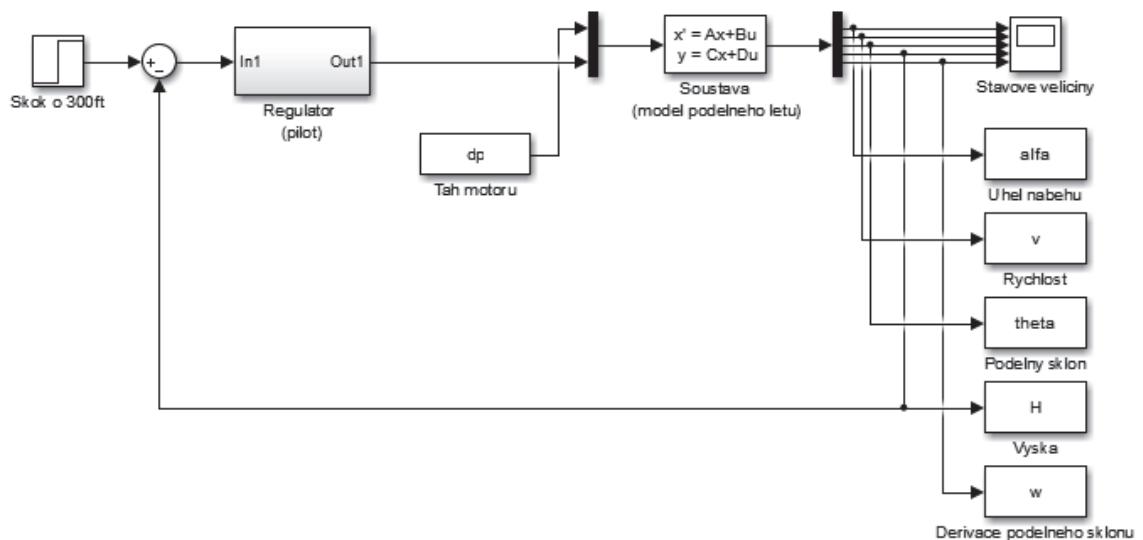 Skok o 300ft
+
−
In1
Out1
Regulator
(pilot)
dp
Tah motoru
x' = Ax+Bu
y = Cx+Du
Soustava
(model podelneho letu)
Stavove veliciny
alfa
Uhel nabehu
v
Rychlost
theta
Podelny sklon
H
Vyska
w
Derivace podelneho sklonu